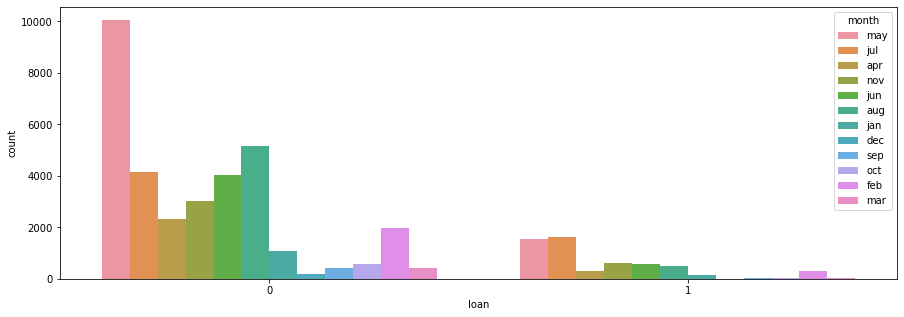 10000
8000
6000
4000
2000
0
count
0
1
loan
month
may
jul
apr
nov
jun
aug
jan
dec
sep
oct
feb
mar